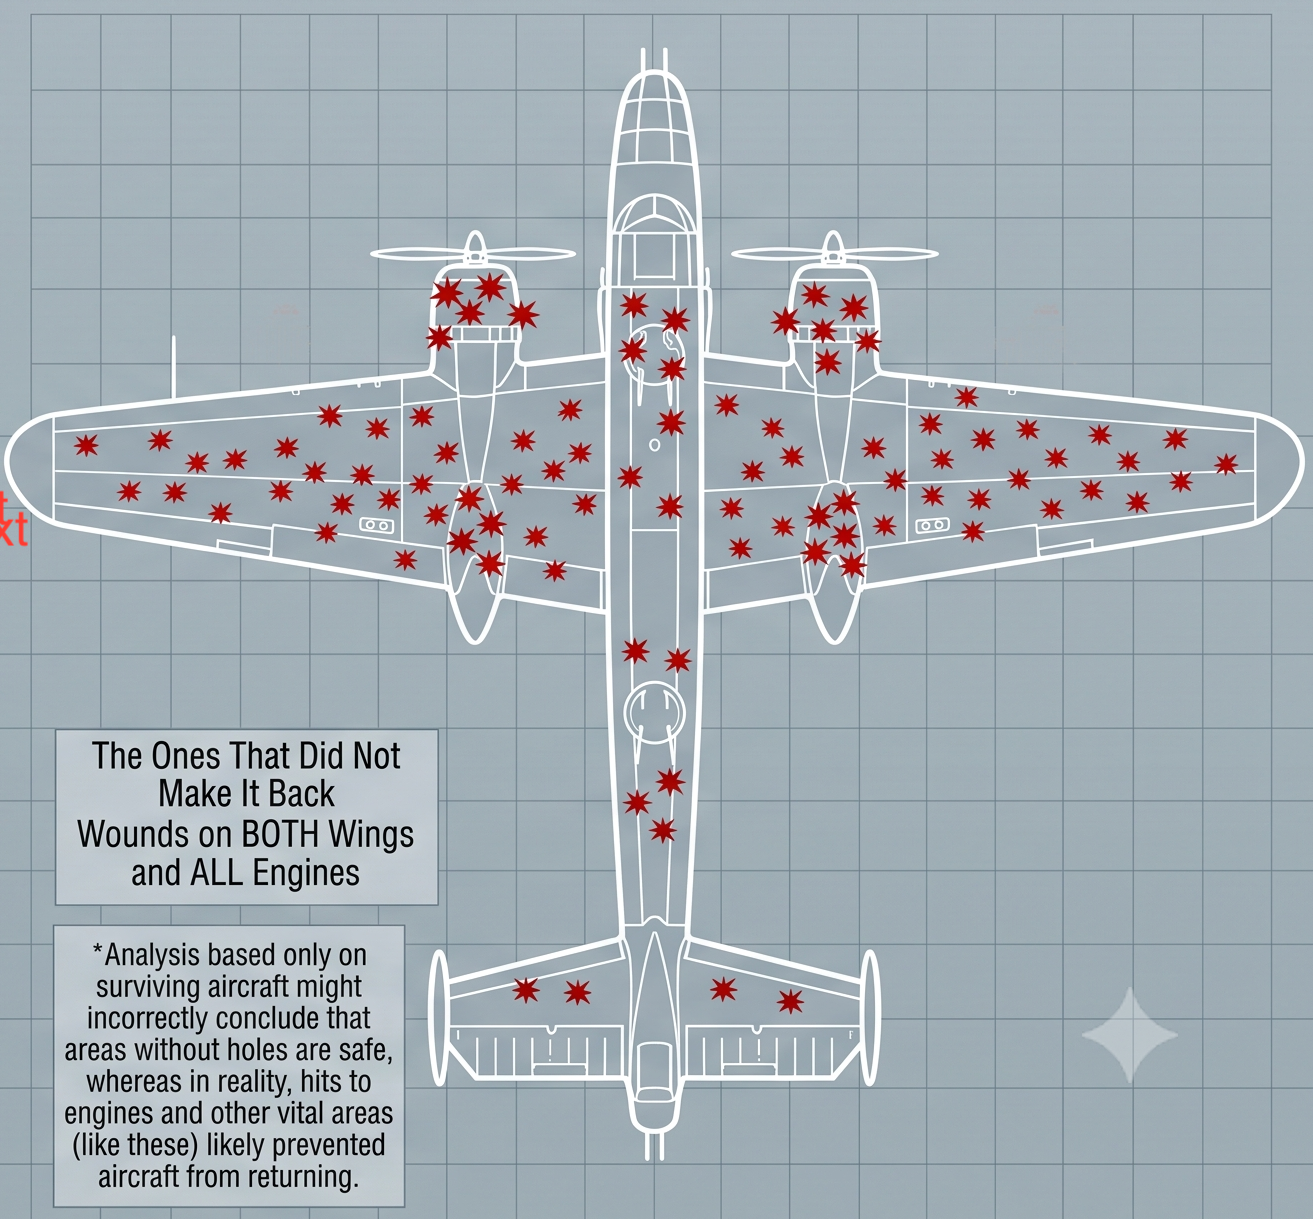 The Ones That Did Not
Make It Back
Wounds on BOTH Wings
and ALL Engines
*Analysis based only on
surviving aircraft might
incorrectly conclude that
areas without holes are safe,
whereas in reality, hits to
engines and other vital areas
(like these) likely prevented
aircraft from returning.